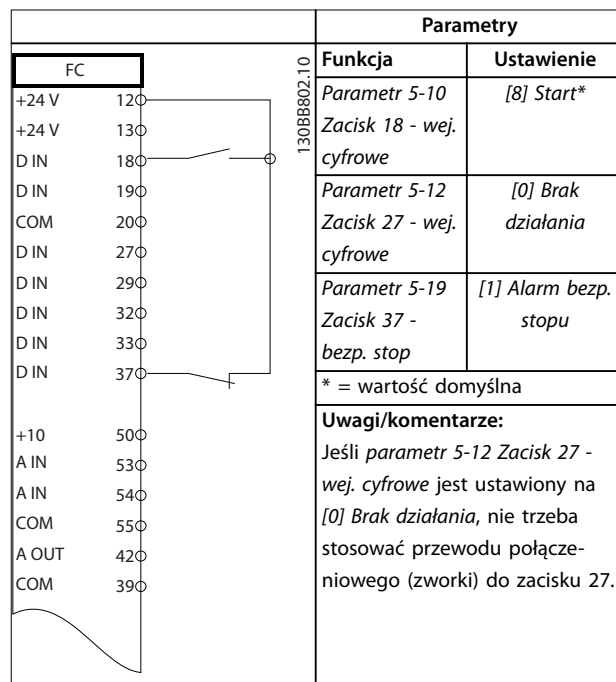 FC
+24 V 12
+24 V 13
D IN 18
D IN 19
COM 20
D IN 27
D IN 29
D IN 32
D IN 33
D IN 37
+10 50
A IN 53
A IN 54
COM 55
A OUT 42
COM 39
130BB802.10
Parametry
Funkcja Ustawienie
Parametr 5-10 [8] Start*
Zacisk 18 - wej.
cyfrowe
Parametr 5-12 [0] Brak
Zacisk 27 - wej. działania
cyfrowe
Parametr 5-19 [1] Alarm bezp.
Zacisk 37 - stopu
bezp. stop
* = wartość domyślna
Uwagi/komentarze:
Jeśli parametr 5-12 Zacisk 27 -
wej. cyfrowe jest ustawiony na
[0] Brak działania, nie trzeba
stosować przewodu połącze-
niowego (zworki) do zacisku 27.